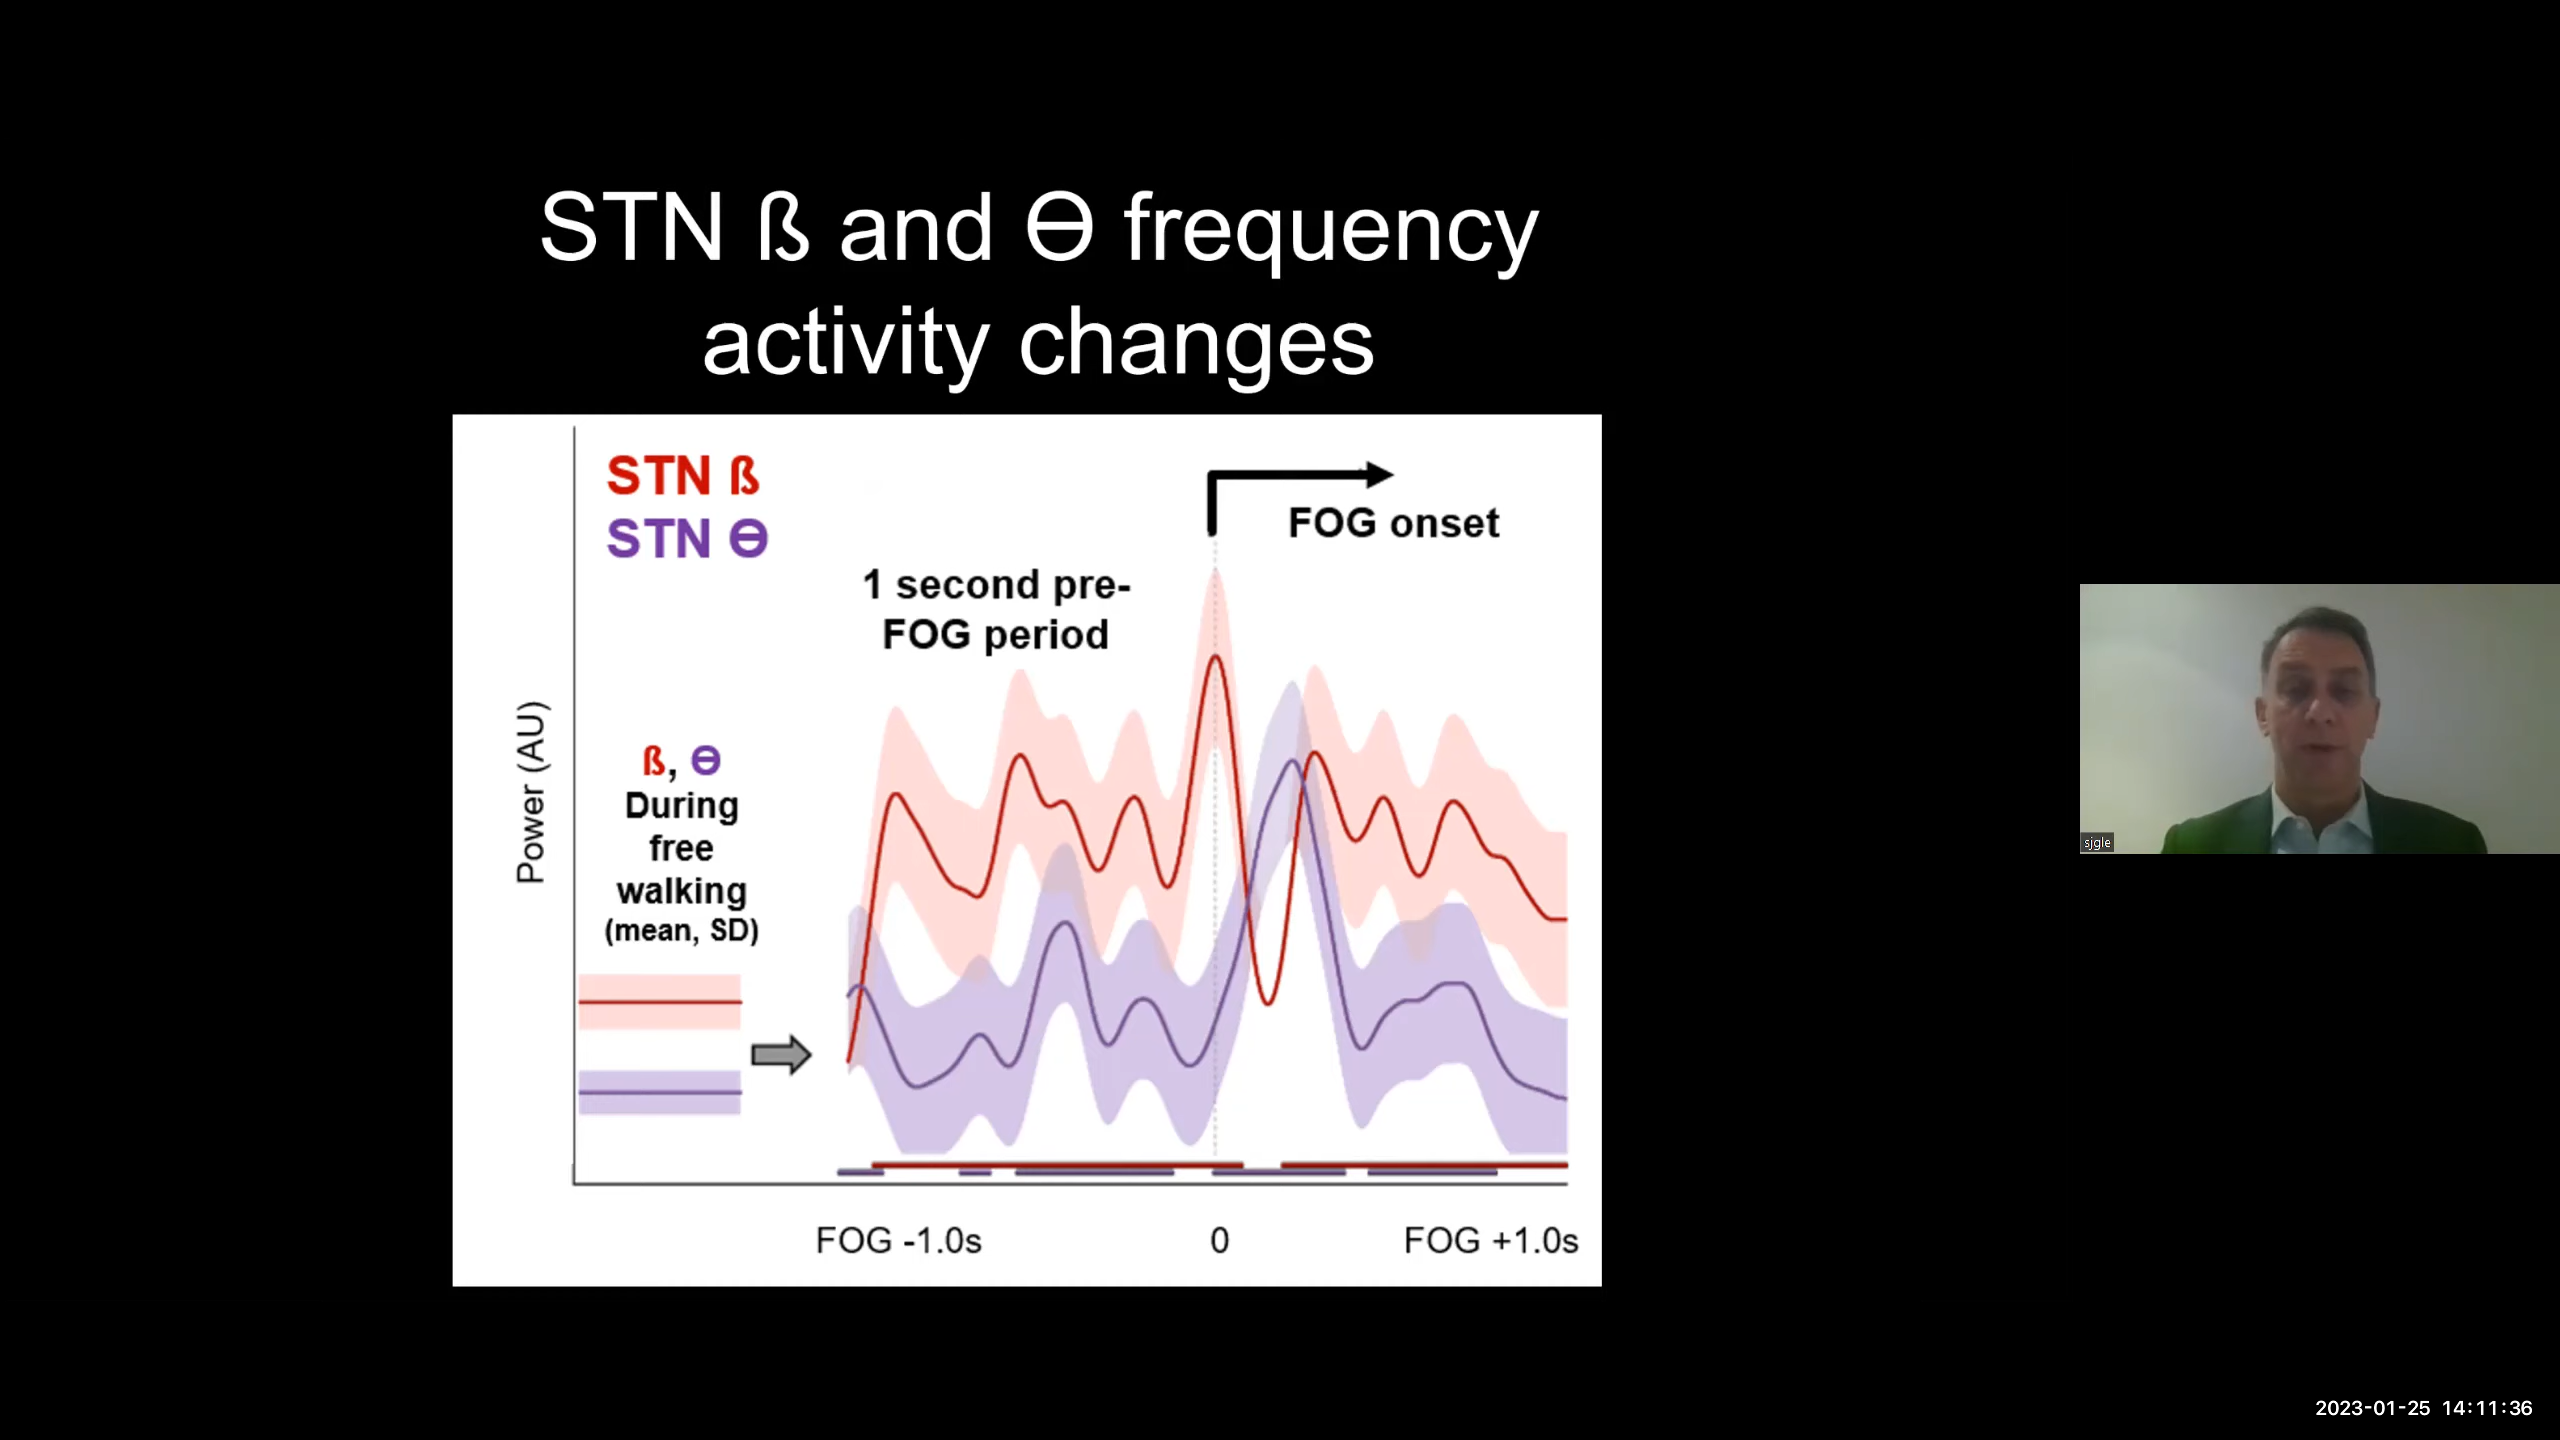 STN ß and Ɵ frequency
activity changes
STN ß
STN Ɵ
FOG onset
1 second pre-
FOG period
Power (AU)
ß, Ɵ
During
free
walking
(mean, SD)
FOG -1.0s
0
FOG +1.0s
sjgle
2023-01-25 14:11:36